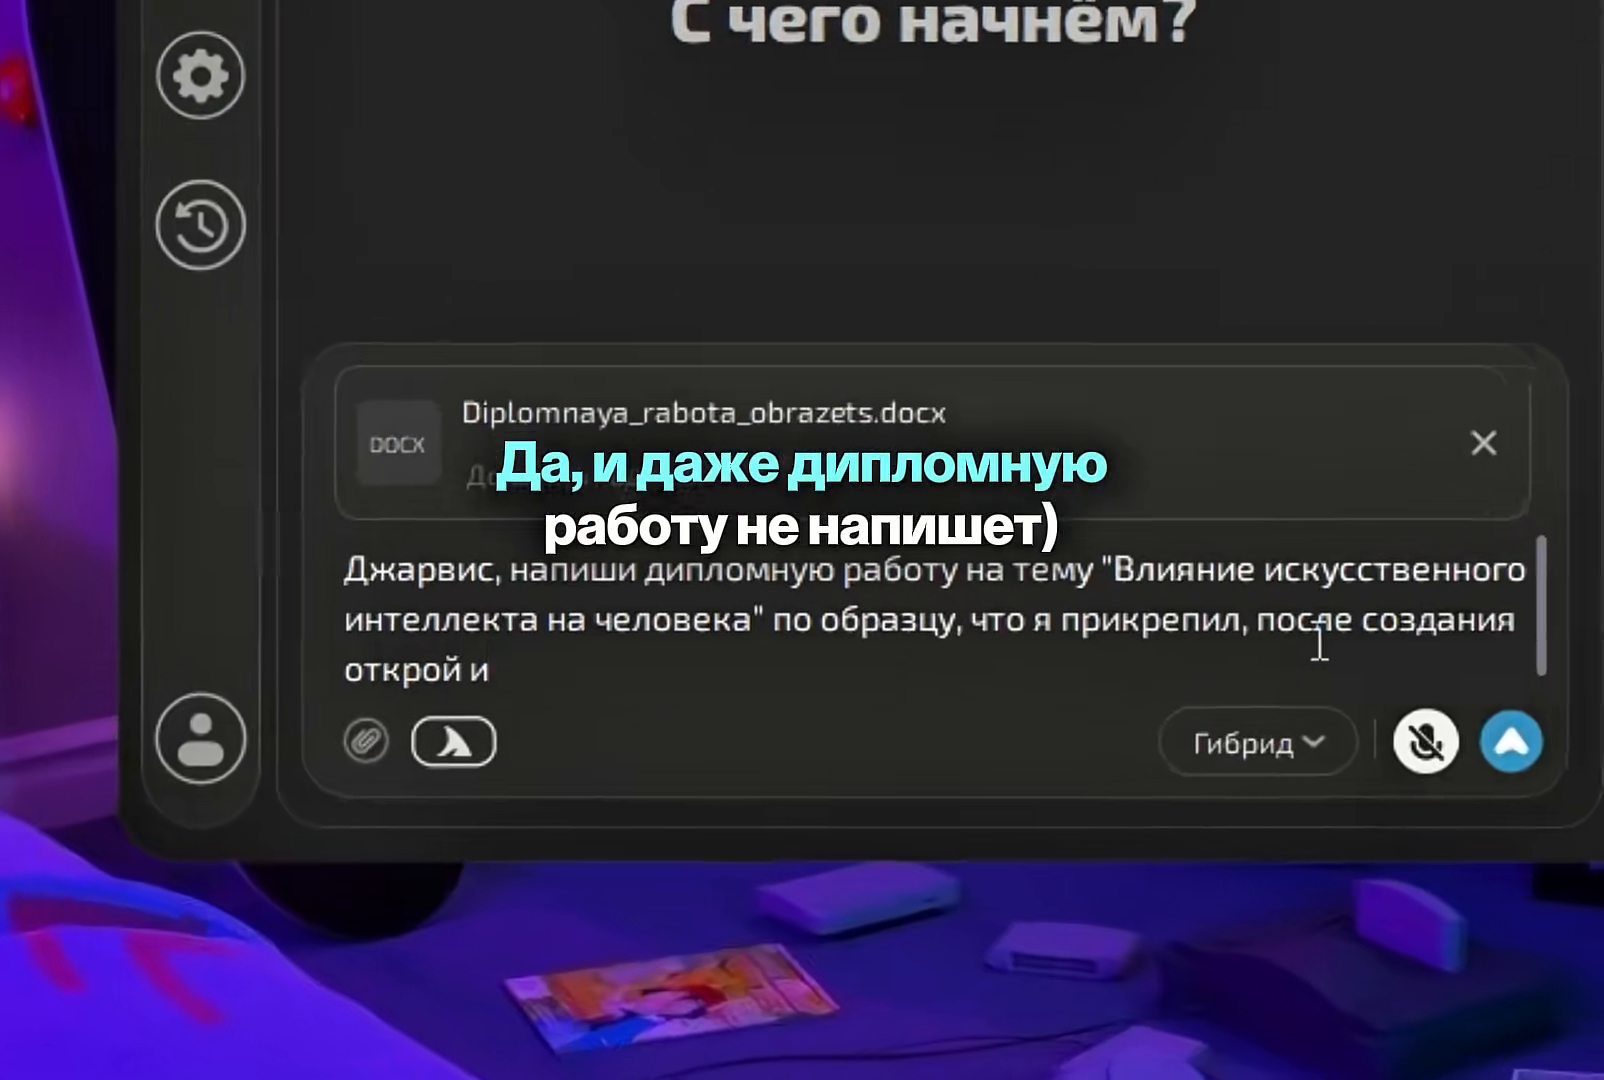 С чего начнём?
Diplomnaya_rabota_obrazets.docx
DOCX
Да, и даже дипломную
работу не напишет)
Джарвис, напиши дипломную работу на тему "Влияние искусственного
интеллекта на человека" по образцу, что я прикрепил, после создания
открой и
Гибрид